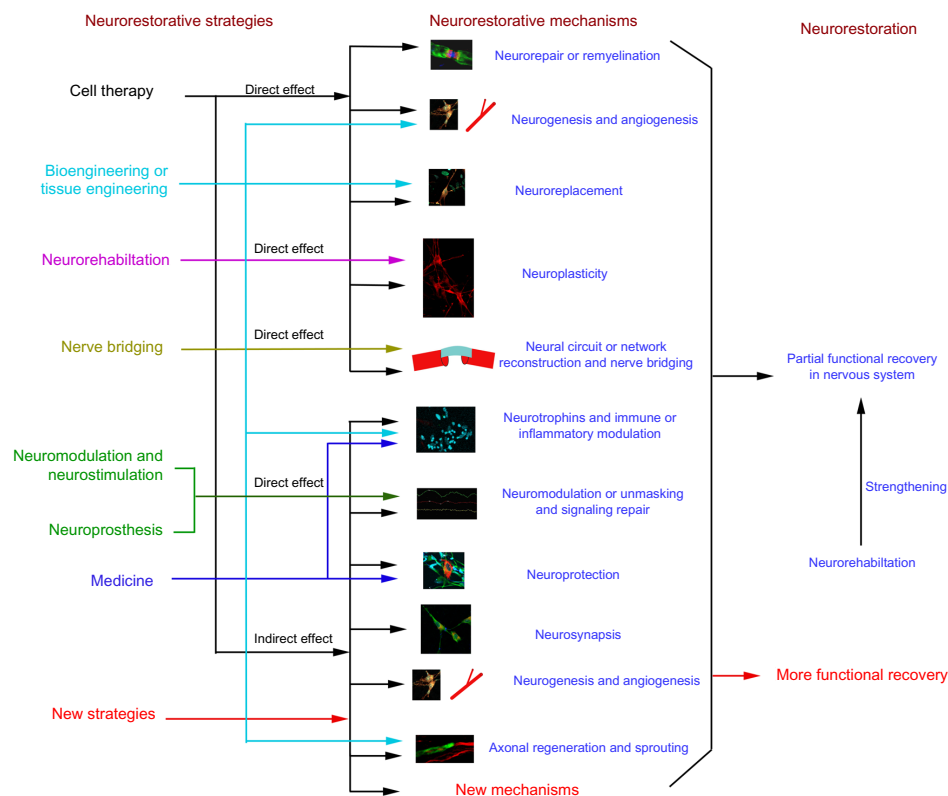 Neurorestorative strategies
Neurorestorative mechanisms
Neurorestoration
Cell therapy
Direct effect
Bioengineering or
tissue engineering
Neurorehabiltation
Direct effect
Nerve bridging
Direct effect
Neuromodulation and
neurostimulation
Neuroprosthesis
Direct effect
Medicine
Indirect effect
New strategies
Neurorepair or remyelination
Neurogenesis and angiogenesis
Neuroreplacement
Neuroplasticity
Neural circuit or network
reconstruction and nerve bridging
Neurotrophins and immune or
inflammatory modulation
Neuromodulation or unmasking
and signaling repair
Neuroprotection
Neurosynapsis
Neurogenesis and angiogenesis
Axonal regeneration and sprouting
New mechanisms
Partial functional recovery
in nervous system
Strengthening
Neurorehabiltation
More functional recovery